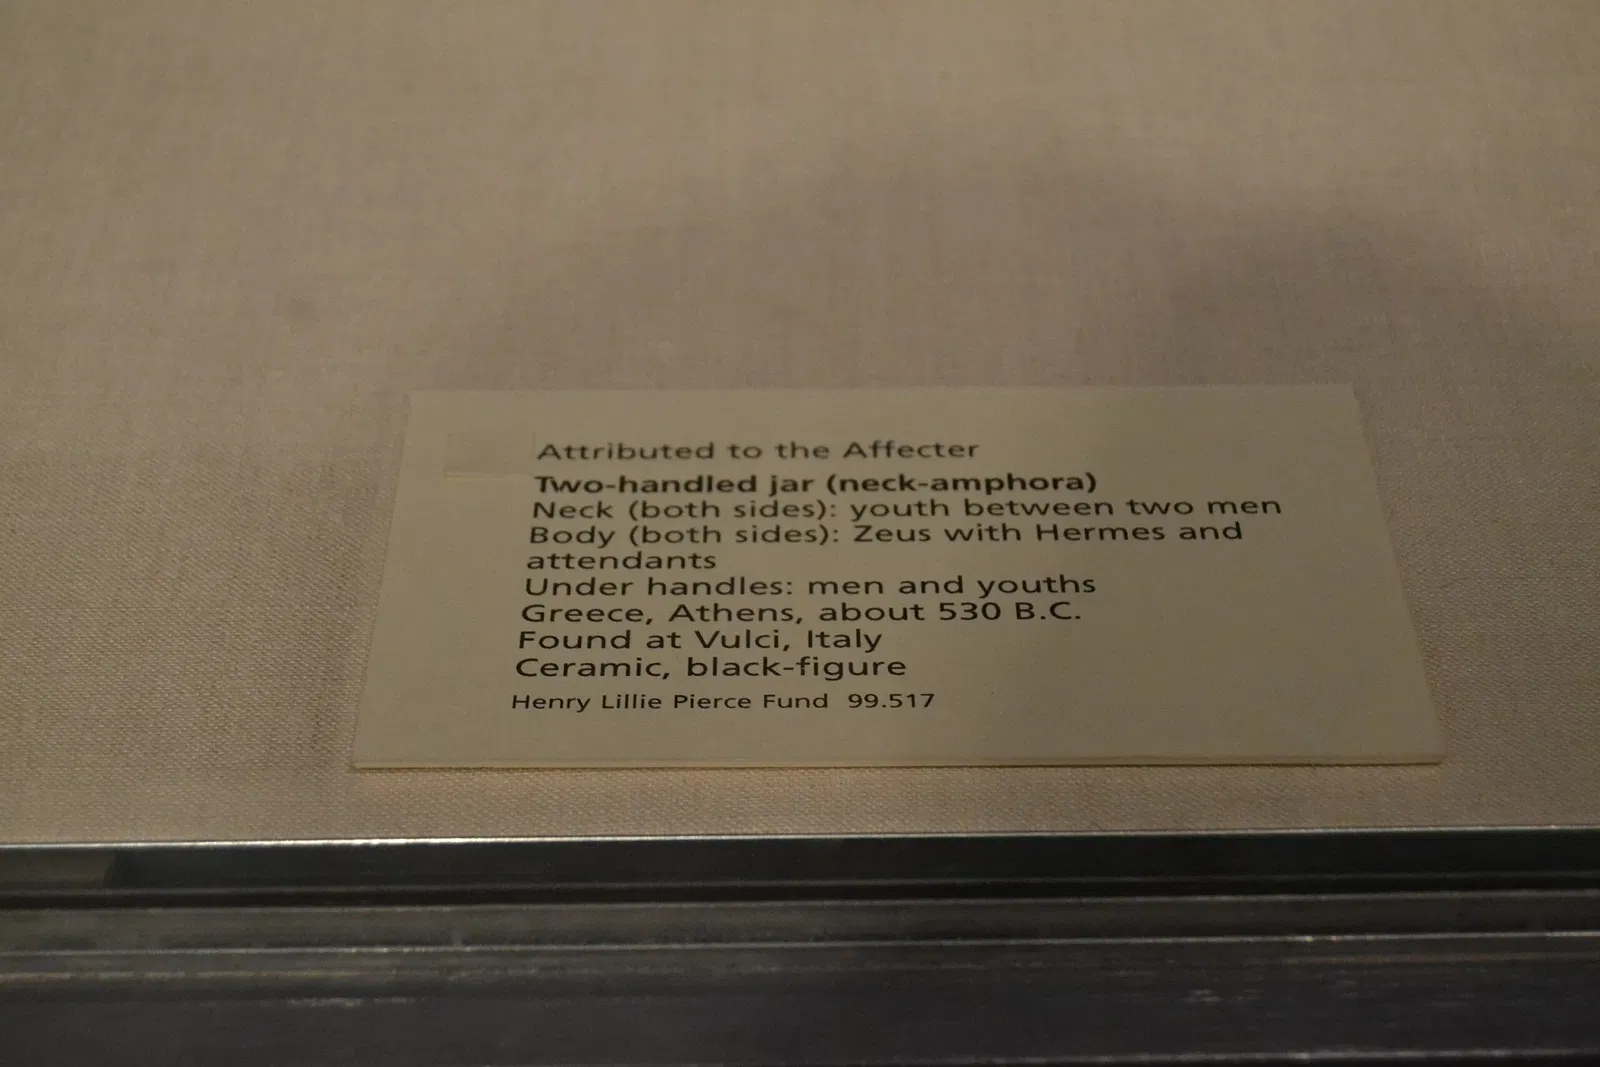 Attributed to the Affecter
Two-handled jar (neck-amphora)
Neck (both sides): youth between two men
Body (both sides): Zeus with Hermes and
attendants
Under handles: men and youths
Greece, Athens, about 530 B.C.
Found at Vulci, Italy
Ceramic, black-figure
Henry Lillie Pierce Fund 99.517